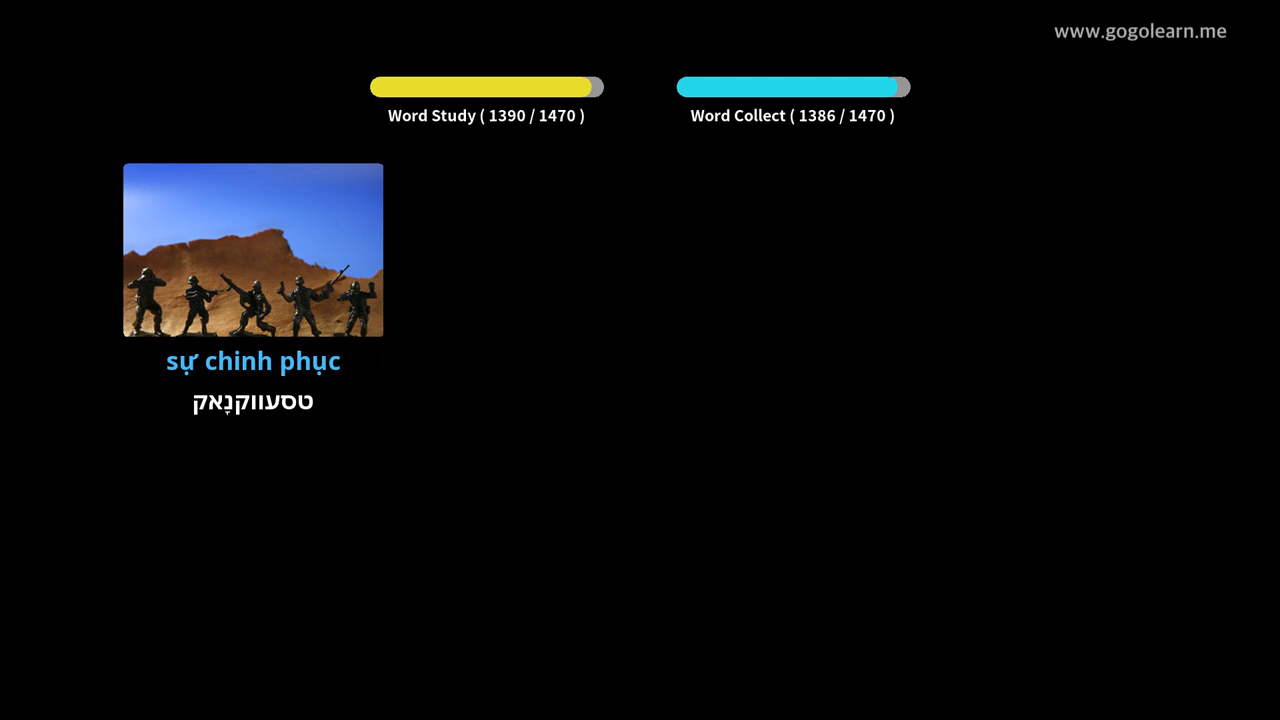 www.gogolearn.me
Word Study ( 1390 / 1470 )
Word Collect ( 1386 / 1470 )
sự chinh phục
טסעווקנָאק